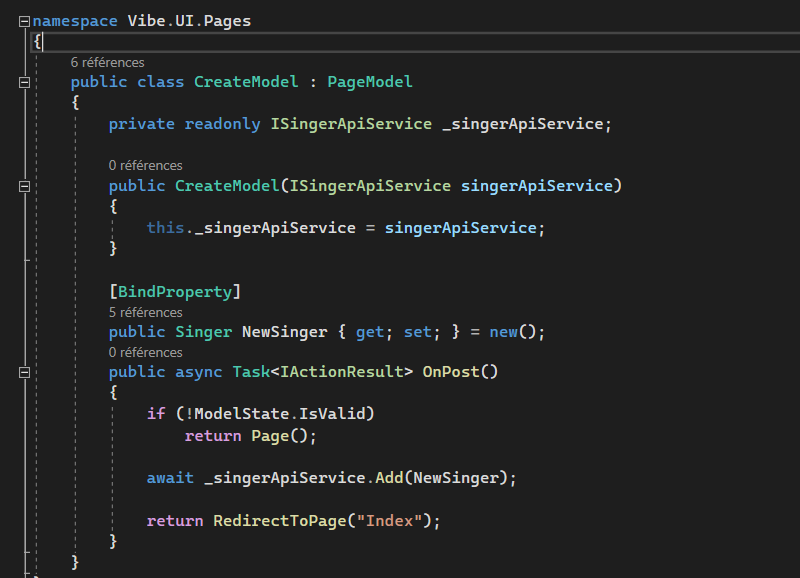 namespace Vibe.UI.Pages
{
6 références
public class CreateModel : PageModel
{
private readonly ISingerApiService _singerApiService;
0 références
public CreateModel(ISingerApiService singerApiService)
{
this._singerApiService = singerApiService;
}
[BindProperty]
5 références
public Singer NewSinger { get; set; } = new();
0 références
public async Task<IActionResult> OnPost()
{
if (!ModelState.IsValid)
return Page();
await _singerApiService.Add(NewSinger);
return RedirectToPage("Index");
}
}